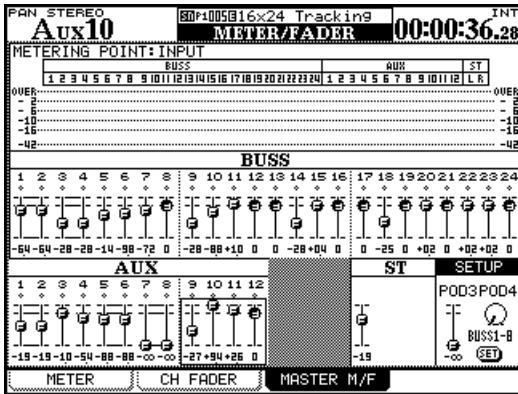 PAN STEREO INT
AUX10 SD P1005 B16x24 Tracking METER/FADER 00:00:36.28
METERING POINT:INPUT
BUSS AUX ST
1 2 3 4 5 6 7 8 9 10 11 12 13 14 15 16 17 18 19 20 21 22 23 24 1 2 3 4 5 6 7 8 9 10 11 12 L R
OVER OVER
- 2 - 2
- 6 - 6
-10 -10
-16 -16
-42 -42
BUSS
1 2 3 4 5 6 7 8 9 10 11 12 13 14 15 16 17 18 19 20 21 22 23 24
-64 -64 -28 -28 -14 -98 -72 0 -28 -88 +10 0 0 -28 +04 0 0 -25 0 +02 0 +02 +02 0
AUX ST SETUP
1 2 3 4 5 6 7 8 9 10 11 12 POD3 POD4
BUSS1-8
-19 -19 -10 -54 -88 -88 -∞ -∞ -27 +94 +26 0 -19 -∞ SET
METER CH FADER MASTER M/F